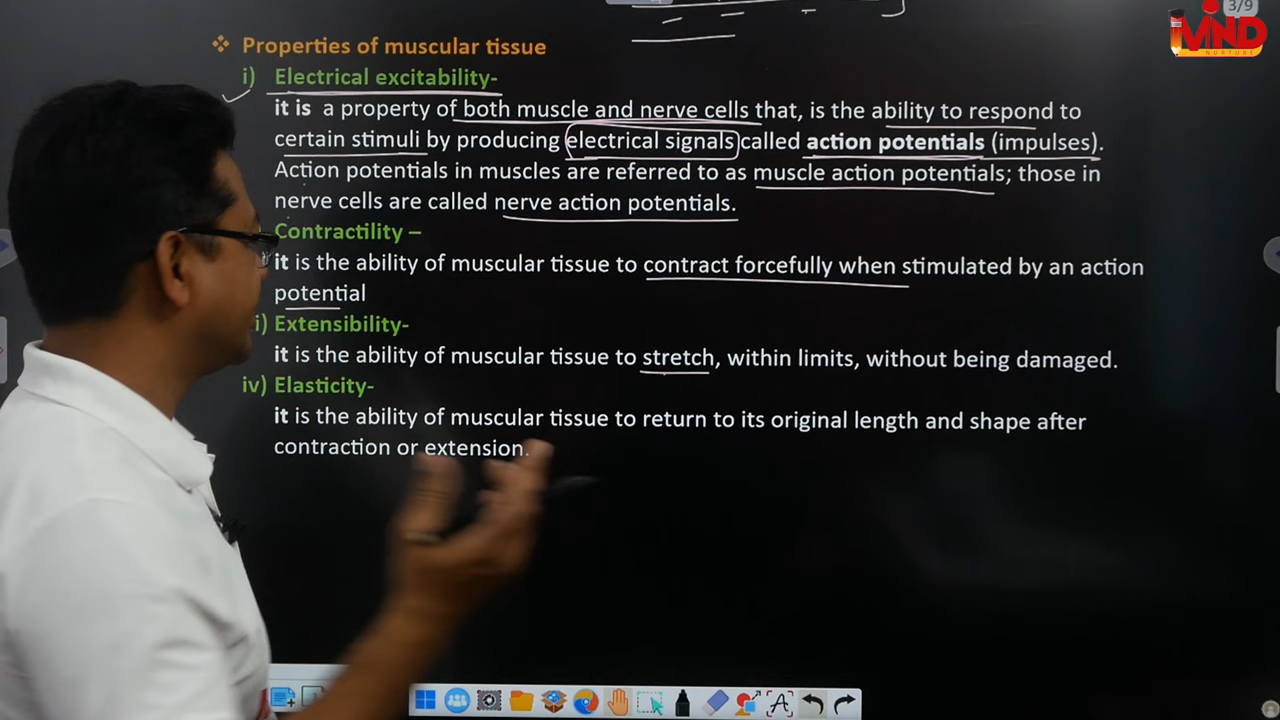 3/9
MIND
NURTURE
❖ Properties of muscular tissue
i) Electrical excitability-
it is a property of both muscle and nerve cells that, is the ability to respond to
certain stimuli by producing electrical signals called action potentials (impulses).
Action potentials in muscles are referred to as muscle action potentials; those in
nerve cells are called nerve action potentials.
Contractility –
it is the ability of muscular tissue to contract forcefully when stimulated by an action
potential
i) Extensibility-
it is the ability of muscular tissue to stretch, within limits, without being damaged.
iv) Elasticity-
it is the ability of muscular tissue to return to its original length and shape after
contraction or extension.